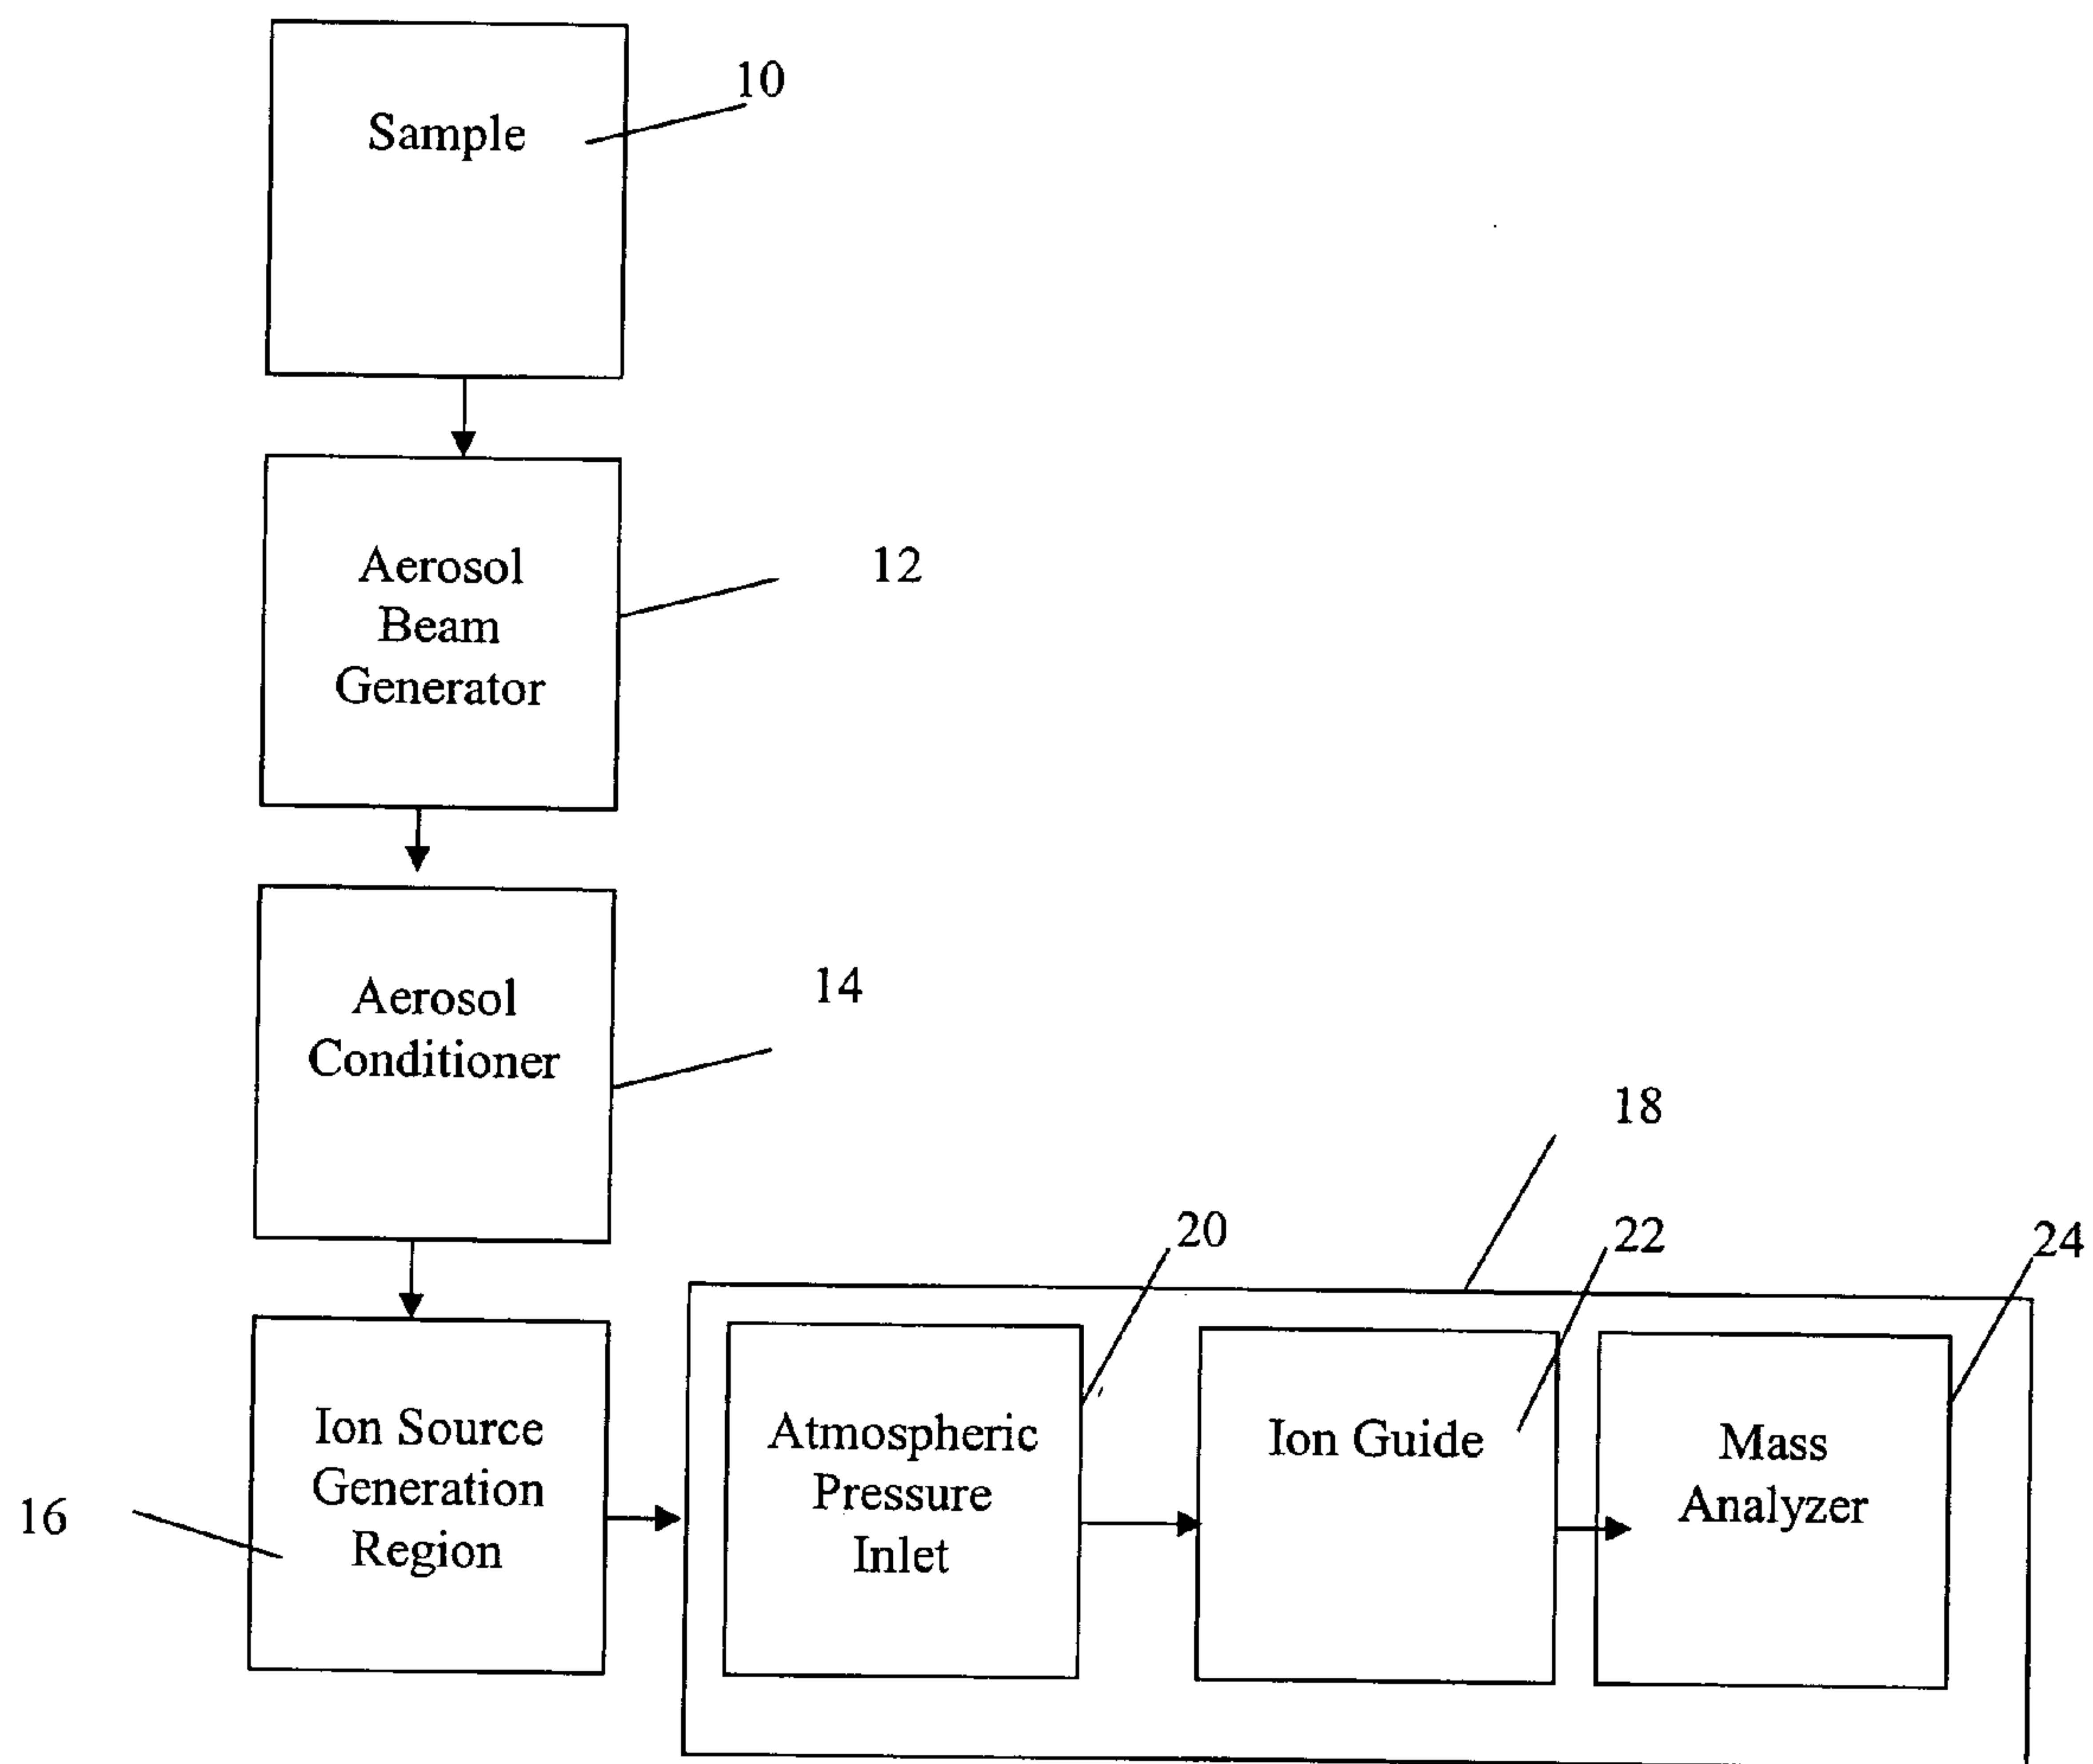 10
Sample
12
Aerosol
Beam
Generator
14
Aerosol
Conditioner
18
20
22
24
16
Ion Source
Generation
Region
Atmospheric
Pressure
Inlet
Ion Guide
Mass
Analyzer